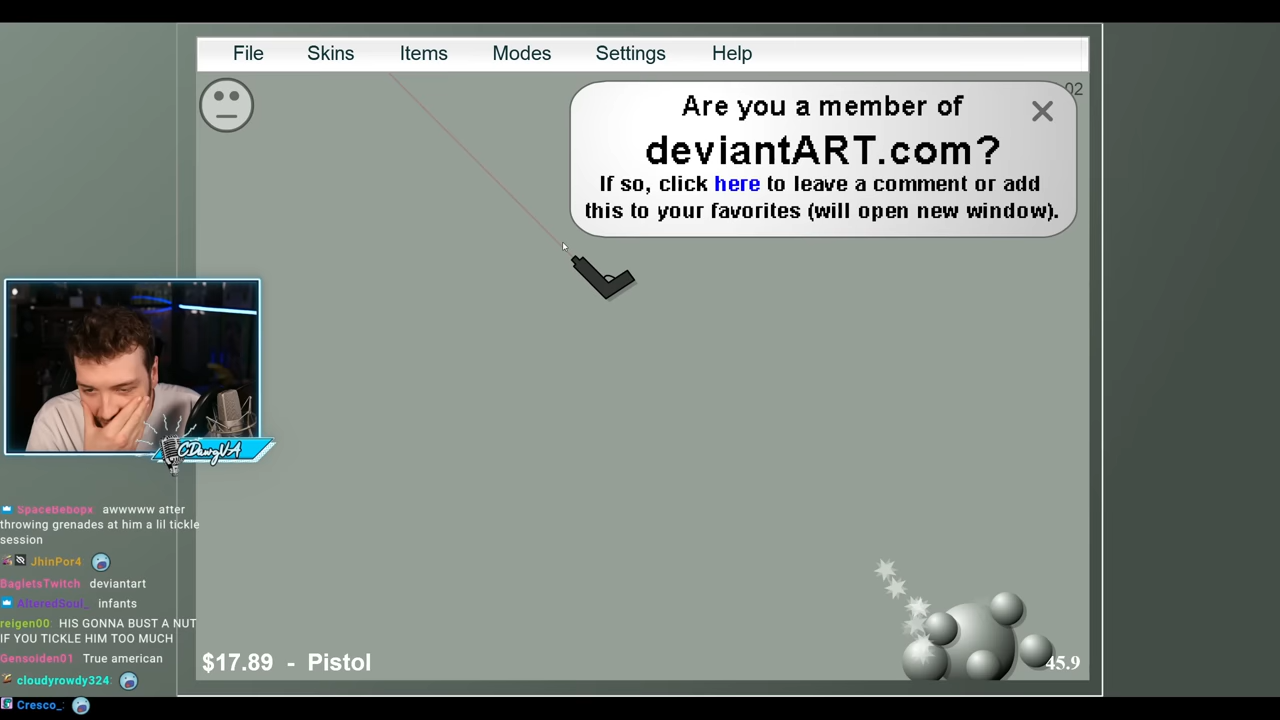 File Skins Items Modes Settings Help
02
Are you a member of
deviantART.com?
If so, click here to leave a comment or add
this to your favorites (will open new window).
CDawgVA
SpaceBebopx awwwww after
throwing grenades at him a lil tickle
session
JhinPor4
BagletsTwitch deviantart
AlteredSoul_ infants
reigen00: HIS GONNA BUST A NUT
IF YOU TICKLE HIM TOO MUCH
Gensoiden01 True american
cloudyrowdy324:
Cresco_:
$17.89 - Pistol
45.9